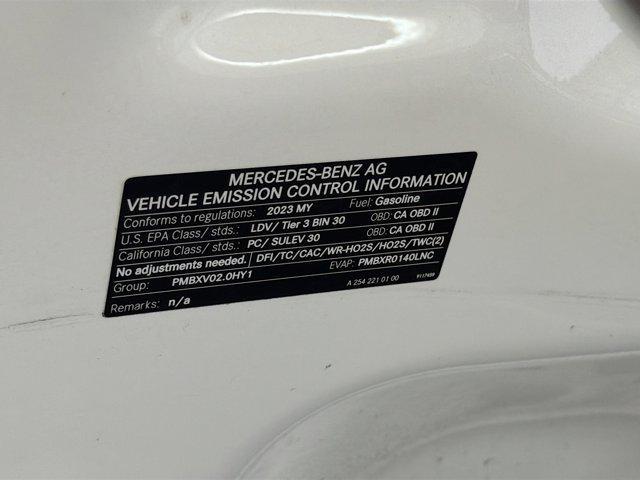 MERCEDES-BENZ AG
VEHICLE EMISSION CONTROL INFORMATION
Conforms to regulations: 2023 MY Fuel: Gasoline
U.S. EPA Class/ stds.: LDV/ Tier 3 BIN 30 OBD: CA OBD II
California Class/ stds.: PC/ SULEV 30 OBD: CA OBD II
No adjustments needed. DFI/TC/CAC/WR-HO2S/HO2S/TWC(2)
Group: PMBXV02.0HY1 EVAP: PMBXR0140LNC
Remarks: n/a A 254 221 01 00 9117459